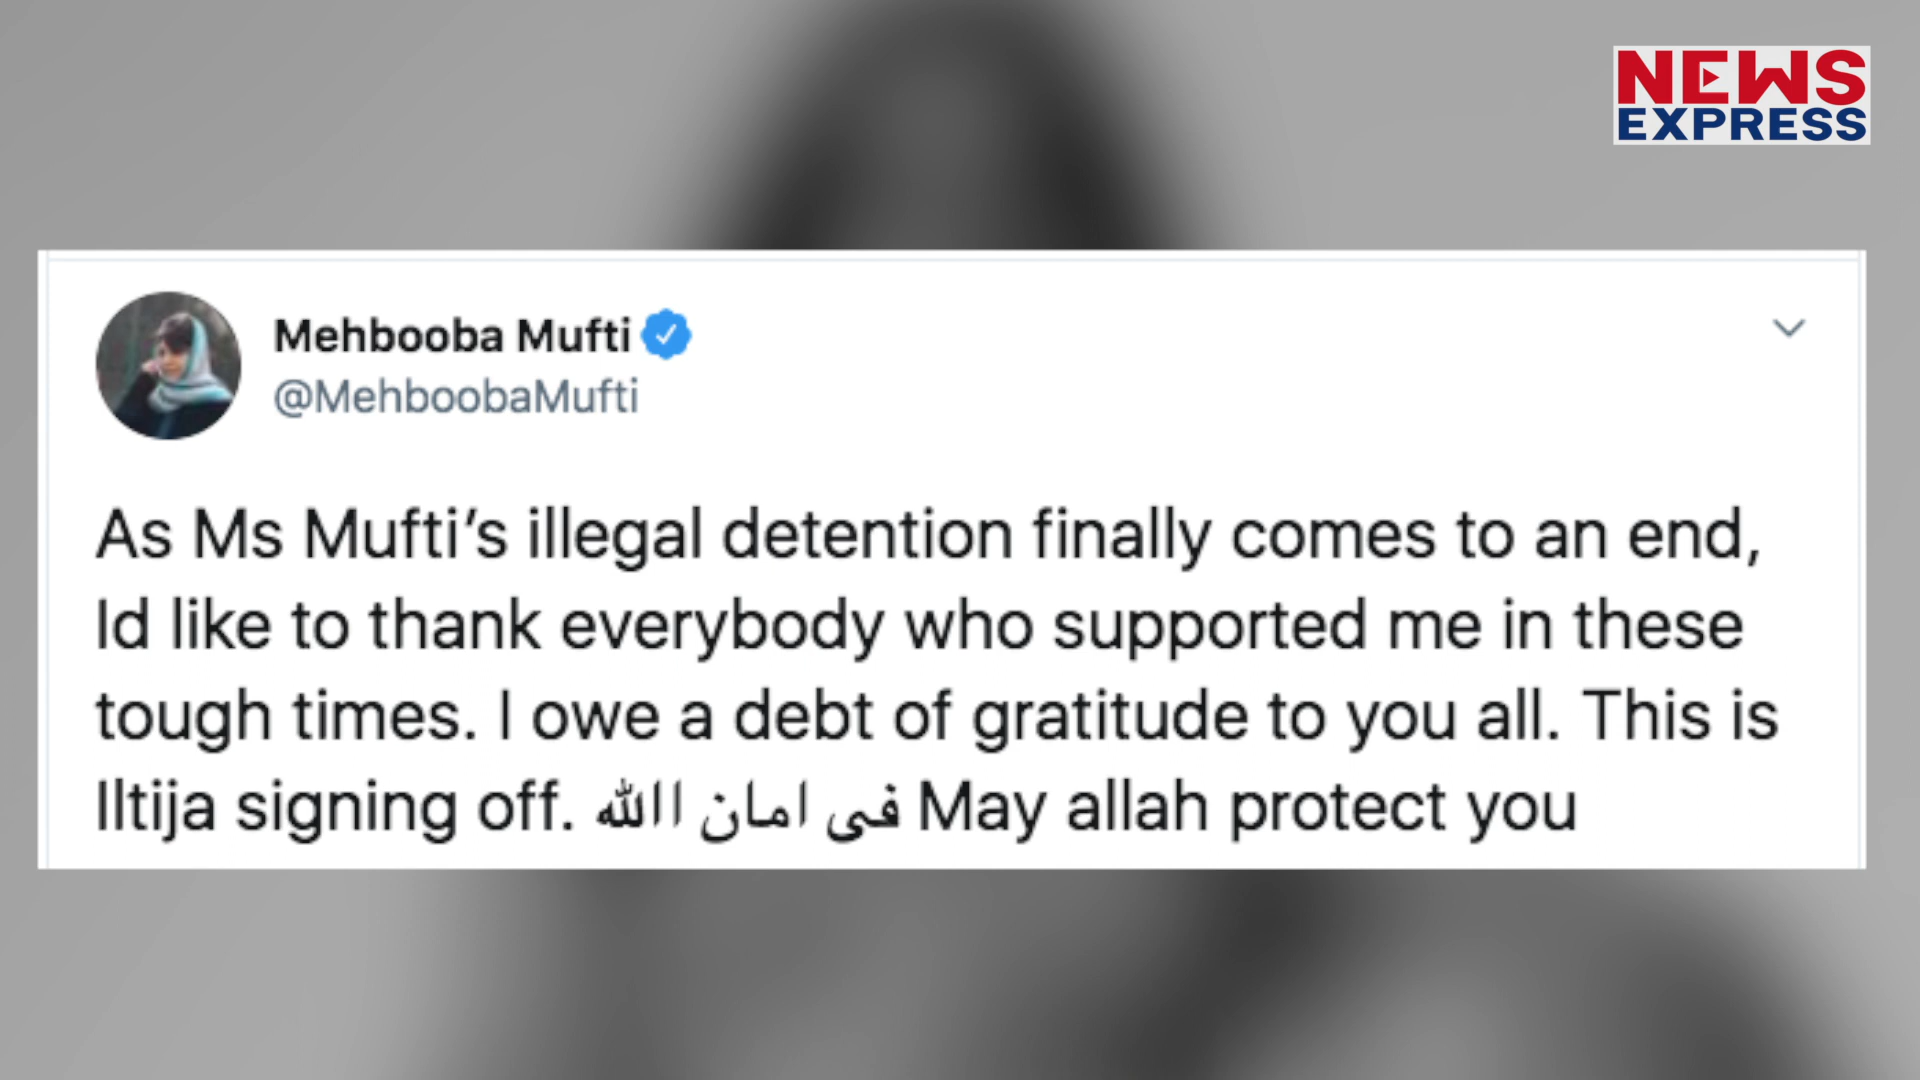 NEWS
EXPRESS
Mehbooba Mufti
@MehboobaMufti
As Ms Mufti’s illegal detention finally comes to an end,
Id like to thank everybody who supported me in these
tough times. I owe a debt of gratitude to you all. This is
Iltija signing off. فی امان االله May allah protect you